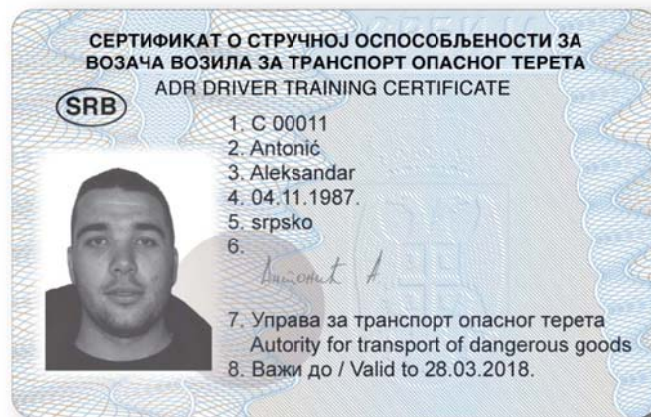 СЕРТИФИКАТ О СТРУЧНОЈ ОСПОСОБЉЕНОСТИ ЗА
ВОЗАЧА ВОЗИЛА ЗА ТРАНСПОРТ ОПАСНОГ ТЕРЕТА
ADR DRIVER TRAINING CERTIFICATE
SRB
1. C 00011
2. Antonić
3. Aleksandar
4. 04.11.1987.
5. srpsko
6.
Антонић А.
7. Управа за транспорт опасног терета
Autority for transport of dangerous goods
8. Важи до / Valid to 28.03.2018.